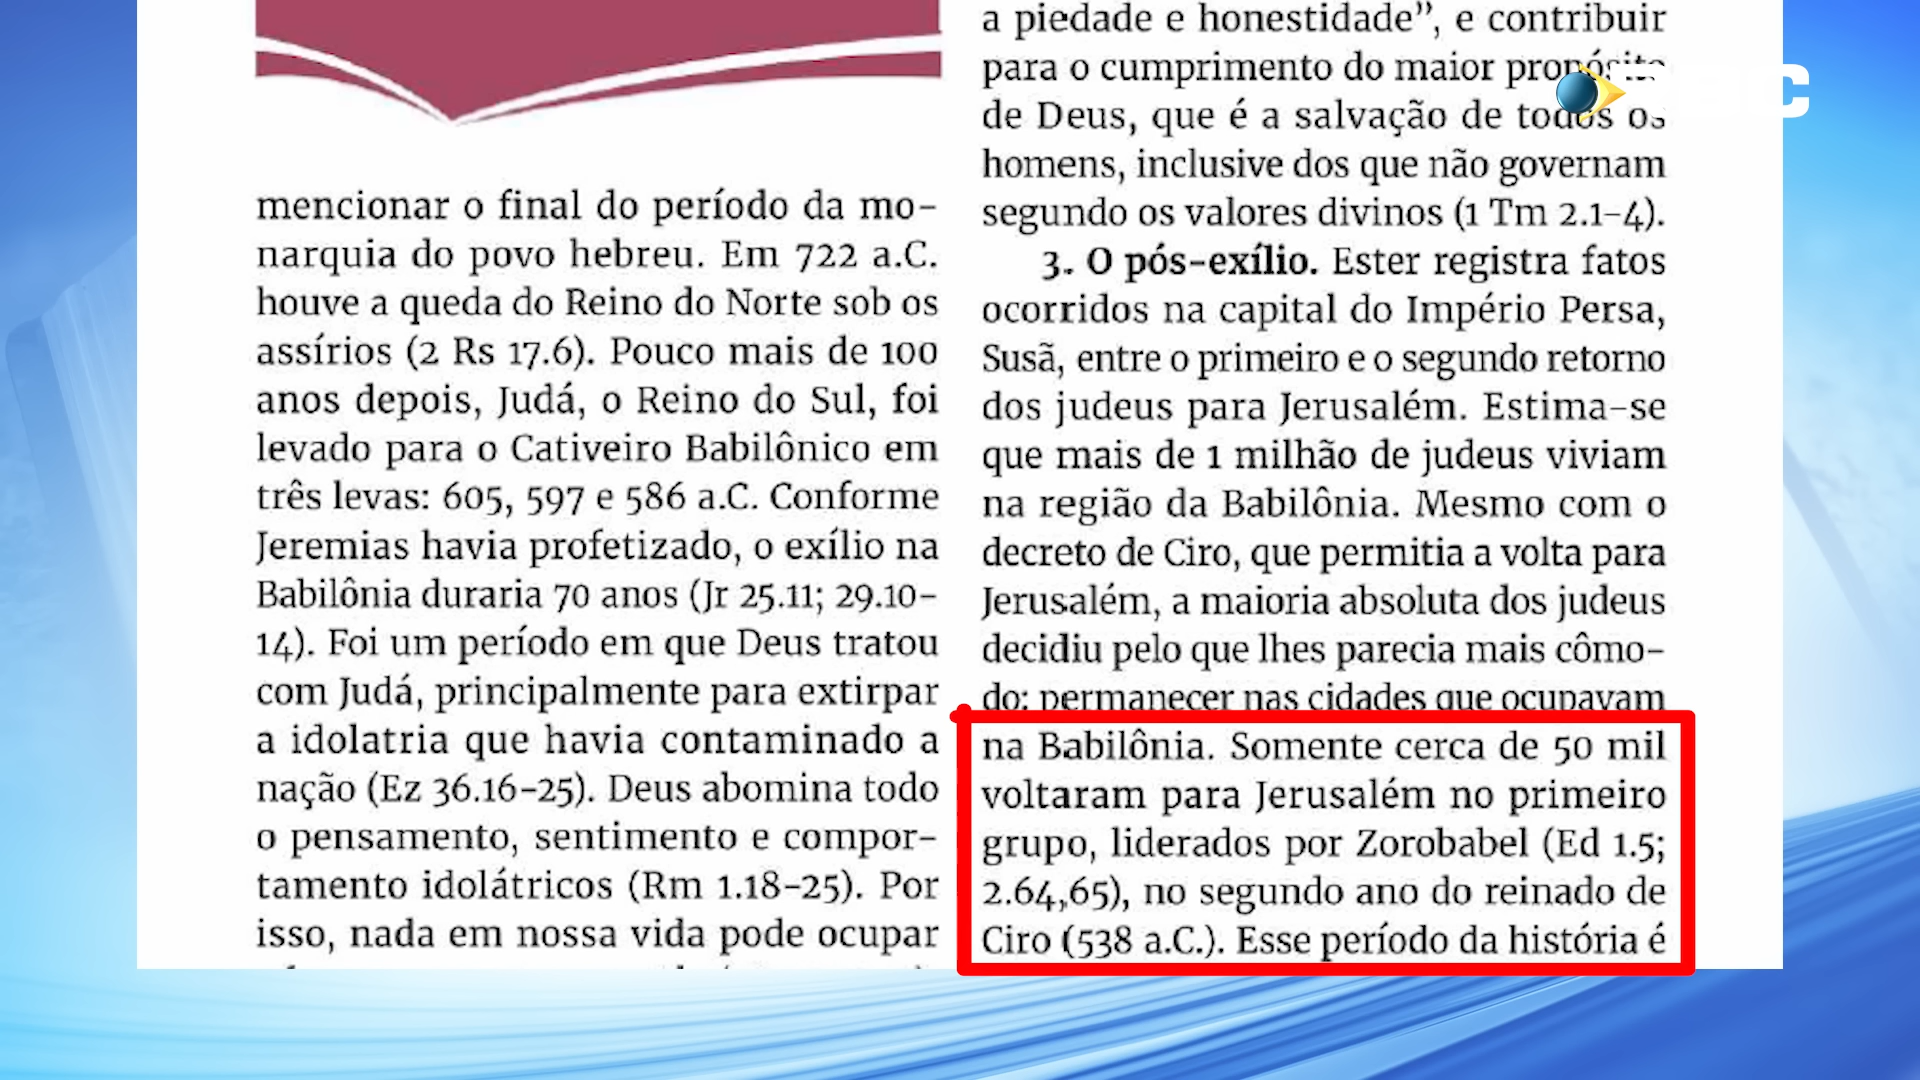 mencionar o final do período da mo-
narquia do povo hebreu. Em 722 a.C.
houve a queda do Reino do Norte sob os
assírios (2 Rs 17.6). Pouco mais de 100
anos depois, Judá, o Reino do Sul, foi
levado para o Cativeiro Babilônico em
três levas: 605, 597 e 586 a.C. Conforme
Jeremias havia profetizado, o exílio na
Babilônia duraria 70 anos (Jr 25.11; 29.10-
14). Foi um período em que Deus tratou
com Judá, principalmente para extirpar
a idolatria que havia contaminado a
nação (Ez 36.16-25). Deus abomina todo
o pensamento, sentimento e compor-
tamento idolátricos (Rm 1.18-25). Por
isso, nada em nossa vida pode ocupar
a piedade e honestidade”, e contribuir
para o cumprimento do maior propósito
de Deus, que é a salvação de todos os
homens, inclusive dos que não governam
segundo os valores divinos (1 Tm 2.1-4).
3. O pós-exílio. Ester registra fatos
ocorridos na capital do Império Persa,
Susã, entre o primeiro e o segundo retorno
dos judeus para Jerusalém. Estima-se
que mais de 1 milhão de judeus viviam
na região da Babilônia. Mesmo com o
decreto de Ciro, que permitia a volta para
Jerusalém, a maioria absoluta dos judeus
decidiu pelo que lhes parecia mais cômo-
do: permanecer nas cidades que ocupavam
na Babilônia. Somente cerca de 50 mil
voltaram para Jerusalém no primeiro
grupo, liderados por Zorobabel (Ed 1.5;
2.64,65), no segundo ano do reinado de
Ciro (538 a.C.). Esse período da história é